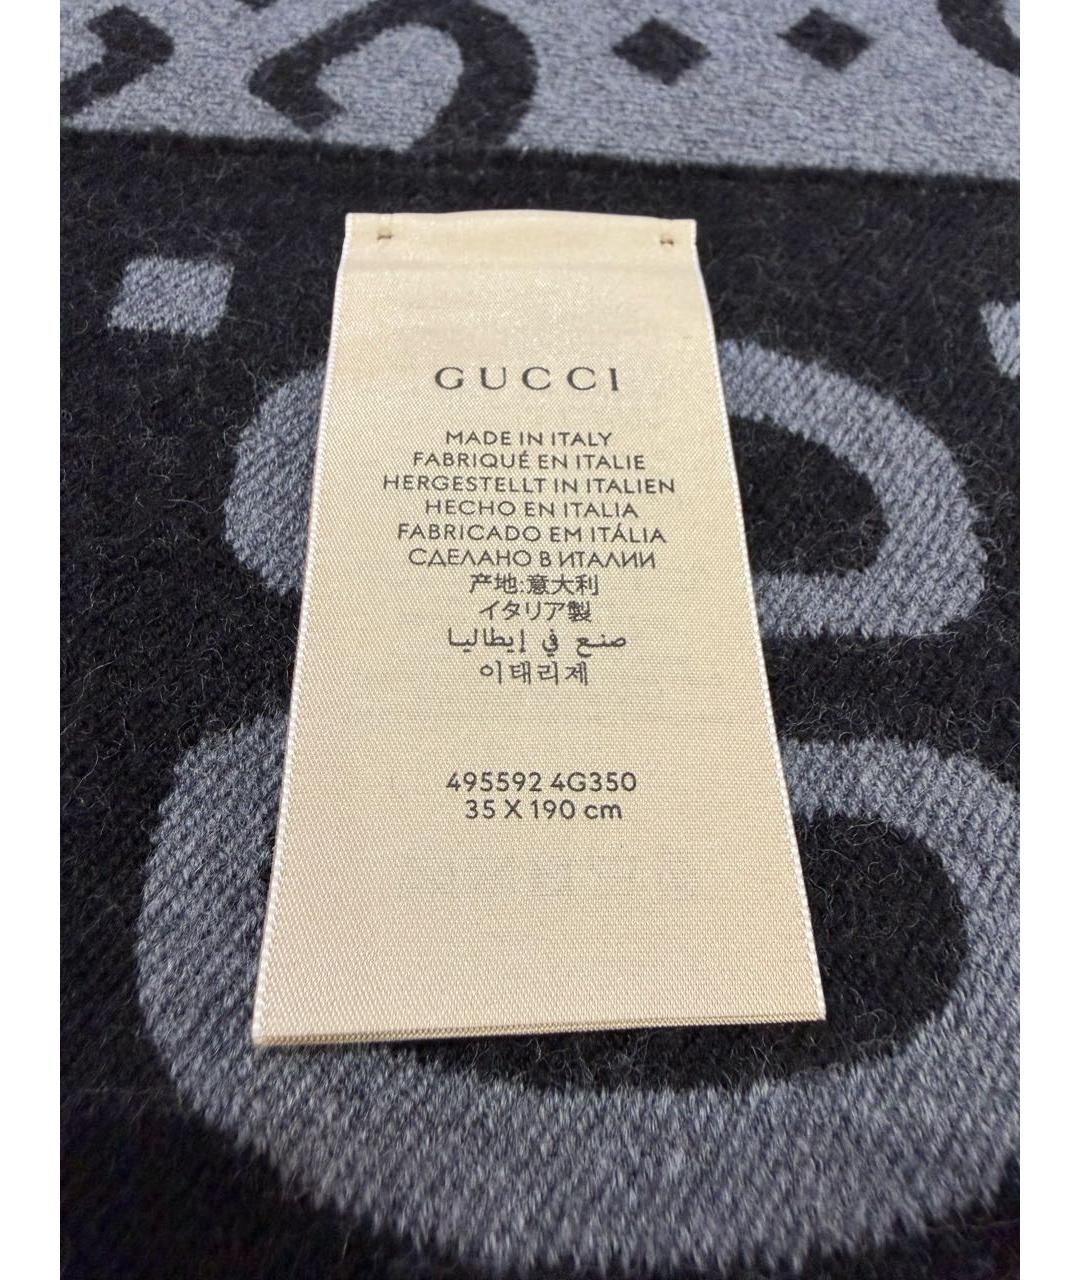 GUCCI
MADE IN ITALY
FABRIQUÉ EN ITALIE
HERGESTELLT IN ITALIEN
HECHO EN ITALIA
FABRICADO EM ITÁLIA
СДЕЛАНО В ИТАЛИИ
产地:意大利
イタリア製
صنع في إيطاليا
이태리제
495592 4G350
35 X 190 cm